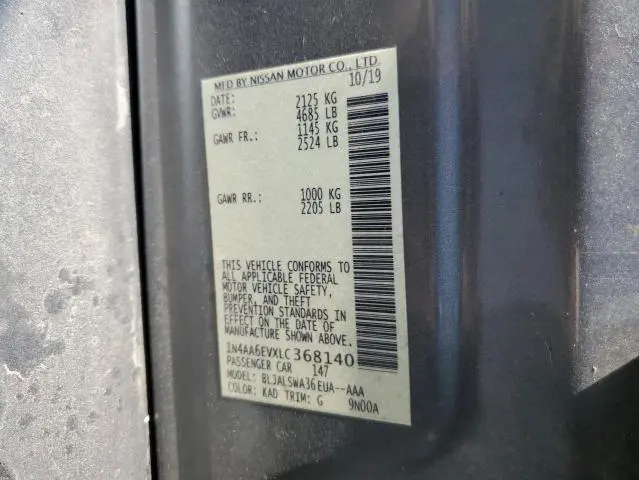 MFD BY NISSAN MOTOR CO., LTD.
DATE: 10/19
GVWR: 2125 KG
4685 LB
GAWR FR.: 1145 KG
2524 LB
GAWR RR.: 1000 KG
2205 LB
THIS VEHICLE CONFORMS TO
ALL APPLICABLE FEDERAL
MOTOR VEHICLE SAFETY,
BUMPER, AND THEFT
PREVENTION STANDARDS IN
EFFECT ON THE DATE OF
MANUFACTURE SHOWN ABOVE.
1N4AA6EVXLC368140
PASSENGER CAR 147
MODEL: BL3ALSWA36EUA--AAA
COLOR: KAD TRIM: G 9N00A